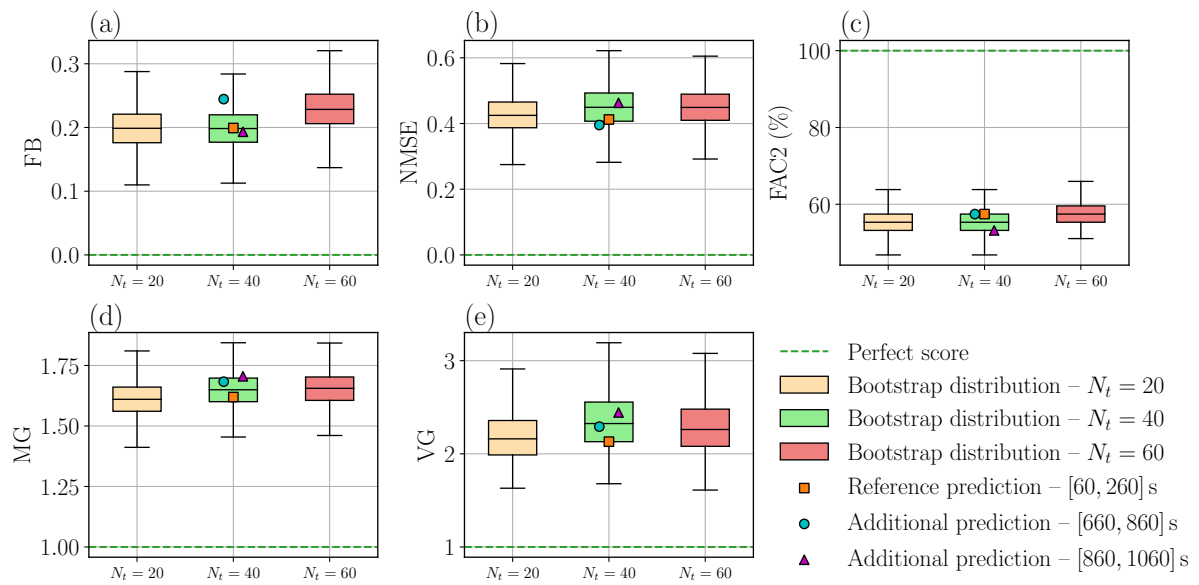 (a)
FB
0.3
0.2
0.1
0.0
N_t = 20
N_t = 40
N_t = 60
(b)
NMSE
0.6
0.4
0.2
0.0
N_t = 20
N_t = 40
N_t = 60
(c)
FAC2 (%)
100
80
60
N_t = 20
N_t = 40
N_t = 60
(d)
MG
1.75
1.50
1.25
1.00
N_t = 20
N_t = 40
N_t = 60
(e)
VG
3
2
1
N_t = 20
N_t = 40
N_t = 60
Perfect score
Bootstrap distribution – N_t = 20
Bootstrap distribution – N_t = 40
Bootstrap distribution – N_t = 60
Reference prediction – [60, 260] s
Additional prediction – [660, 860] s
Additional prediction – [860, 1060] s